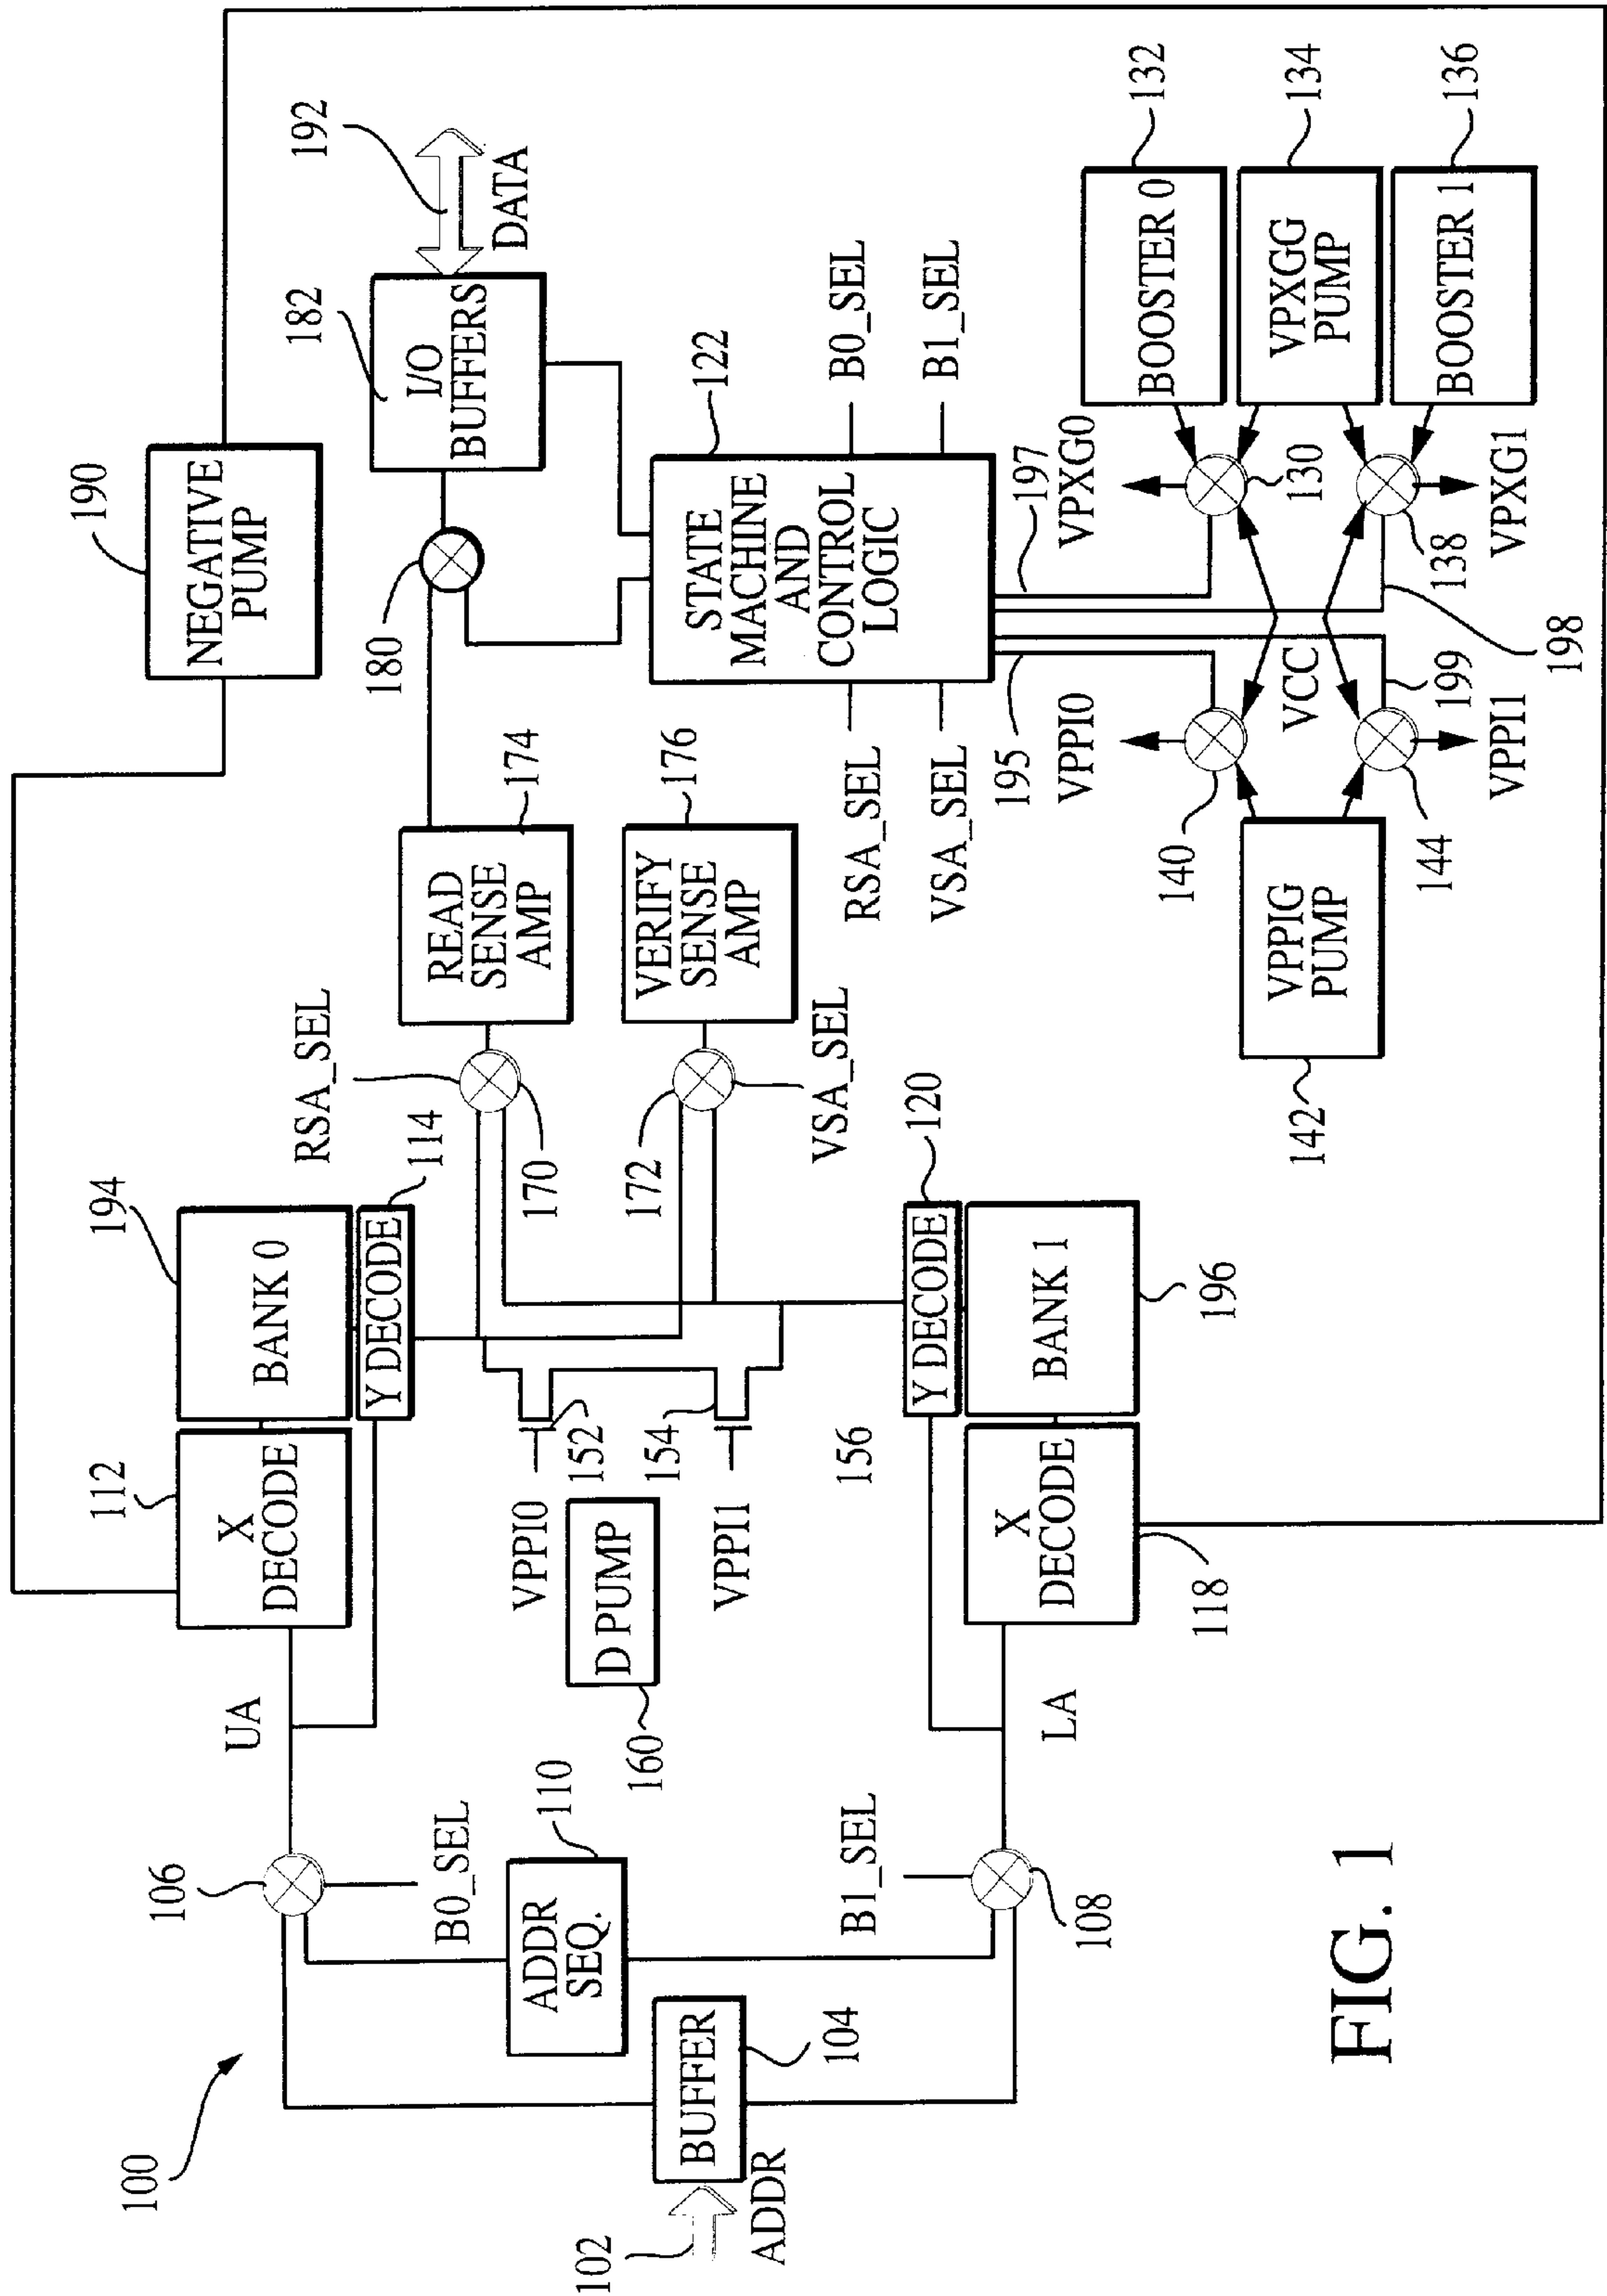 100
102
ADDR
BUFFER
104
ADDR
SEQ.
110
106
B0_SEL
B1_SEL
108
UA
LA
112
X
DECODE
194
BANK 0
Y DECODE
114
VPPI0
152
D PUMP
160
154
VPPI1
156
120
Y DECODE
X
DECODE
118
BANK 1
196
RSA_SEL
170
172
VSA_SEL
READ
SENSE
AMP
174
VERIFY
SENSE
AMP
176
190
NEGATIVE
PUMP
180
182
I/O
BUFFERS
192
DATA
122
STATE
MACHINE
AND
CONTROL
LOGIC
RSA_SEL
VSA_SEL
B0_SEL
B1_SEL
195
197
VPPI0
VPXG0
140
VCC
130
142
VPPIG
PUMP
144
VPPI1
199
198
138
VPXG1
BOOSTER 0
132
VPXGG
PUMP
134
BOOSTER 1
136
FIG. 1